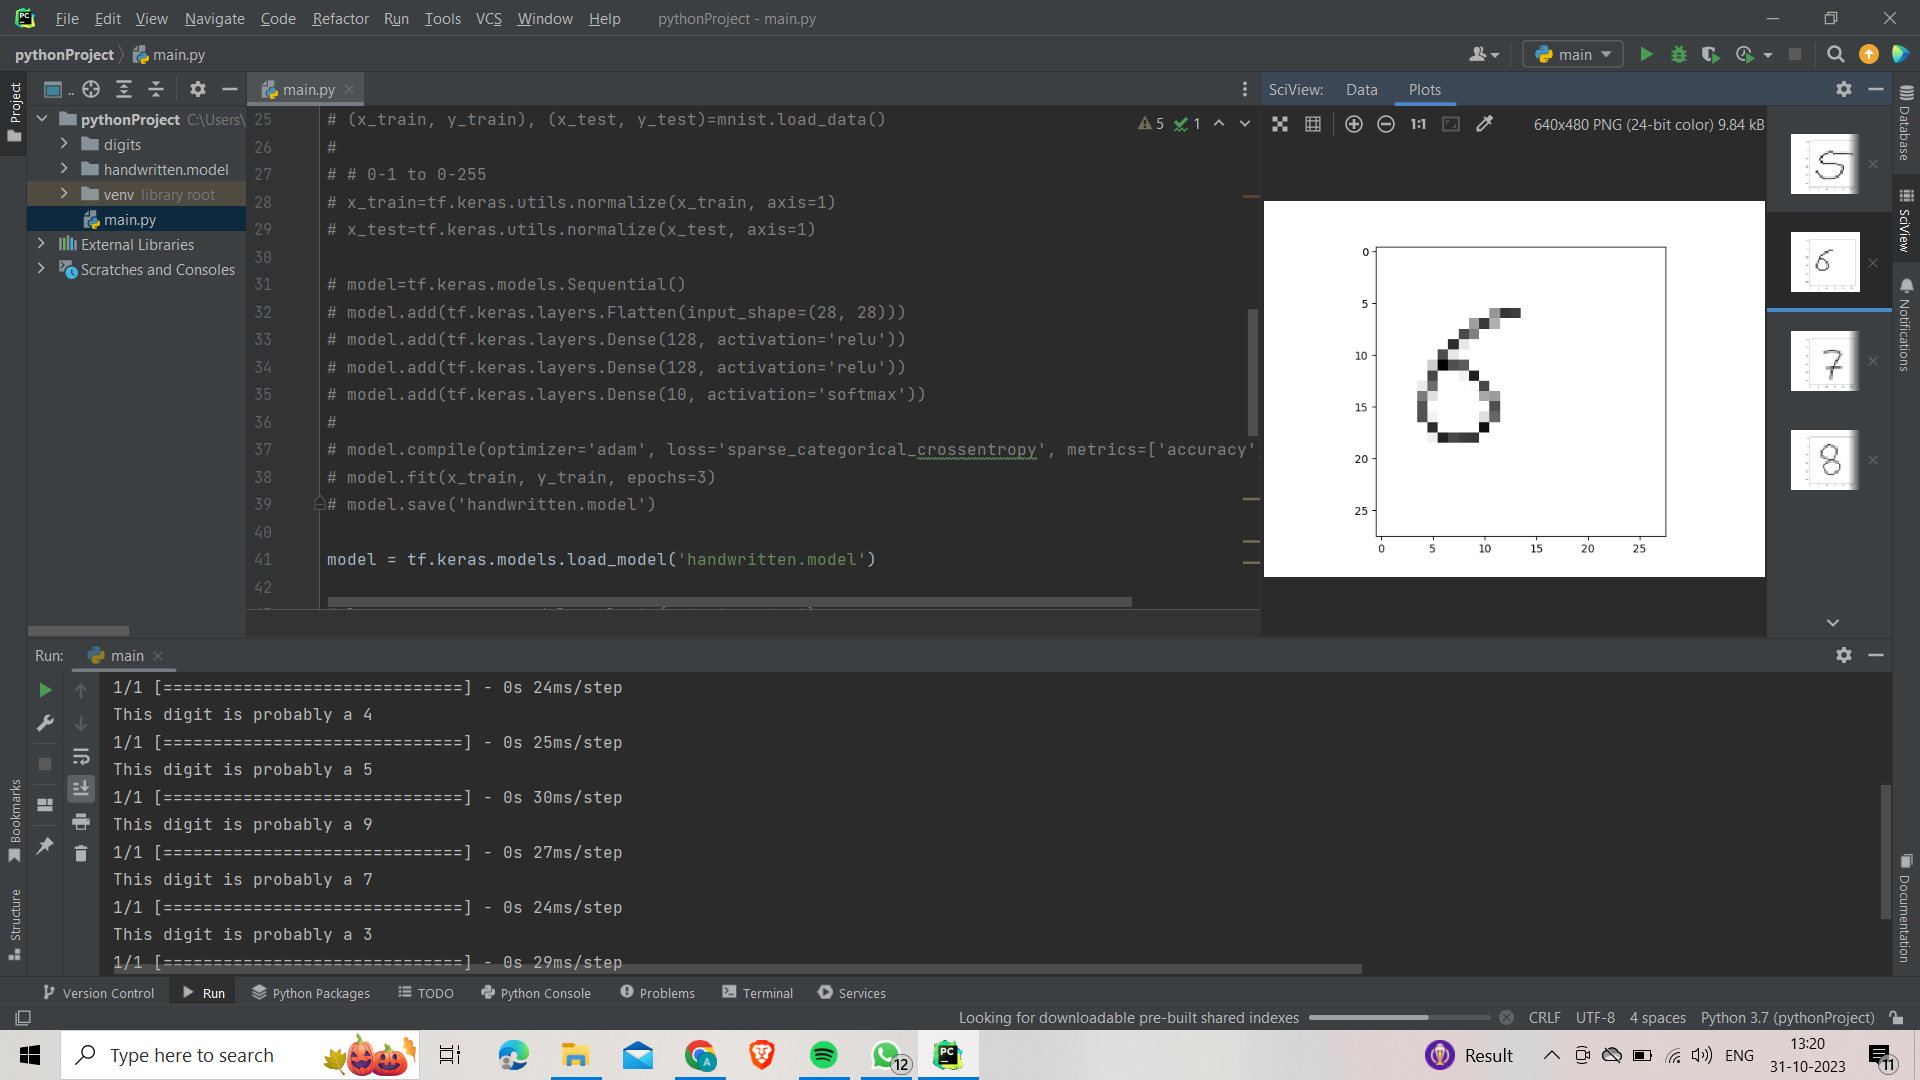 File Edit View Navigate Code Refactor Run Tools VCS Window Help pythonProject - main.py
pythonProject main.py
main
Project
.. main.py
SciView: Data Plots
pythonProject C:\Users\
digits
handwritten.model
venv library root
main.py
External Libraries
Scratches and Consoles
5 1
25 # (x_train, y_train), (x_test, y_test)=mnist.load_data()
26 #
27 # # 0-1 to 0-255
28 # x_train=tf.keras.utils.normalize(x_train, axis=1)
29 # x_test=tf.keras.utils.normalize(x_test, axis=1)
30
31 # model=tf.keras.models.Sequential()
32 # model.add(tf.keras.layers.Flatten(input_shape=(28, 28)))
33 # model.add(tf.keras.layers.Dense(128, activation='relu'))
34 # model.add(tf.keras.layers.Dense(128, activation='relu'))
35 # model.add(tf.keras.layers.Dense(10, activation='softmax'))
36 #
37 # model.compile(optimizer='adam', loss='sparse_categorical_crossentropy', metrics=['accuracy'
38 # model.fit(x_train, y_train, epochs=3)
39 # model.save('handwritten.model')
40
41 model = tf.keras.models.load_model('handwritten.model')
42
1:1 640x480 PNG (24-bit color) 9.84 kB
0
5
10
15
20
25
0 5 10 15 20 25
6
5
6
7
8
Database
SciView
Notifications
Documentation
Run: main
1/1 [==============================] - 0s 24ms/step
This digit is probably a 4
1/1 [==============================] - 0s 25ms/step
This digit is probably a 5
1/1 [==============================] - 0s 30ms/step
This digit is probably a 9
1/1 [==============================] - 0s 27ms/step
This digit is probably a 7
1/1 [==============================] - 0s 24ms/step
This digit is probably a 3
1/1 [==============================] - 0s 29ms/step
Bookmarks
Structure
Version Control Run Python Packages TODO Python Console Problems Terminal Services
Looking for downloadable pre-built shared indexes CRLF UTF-8 4 spaces Python 3.7 (pythonProject)
Type here to search
12
PC
Result
ENG
13:20
31-10-2023
11